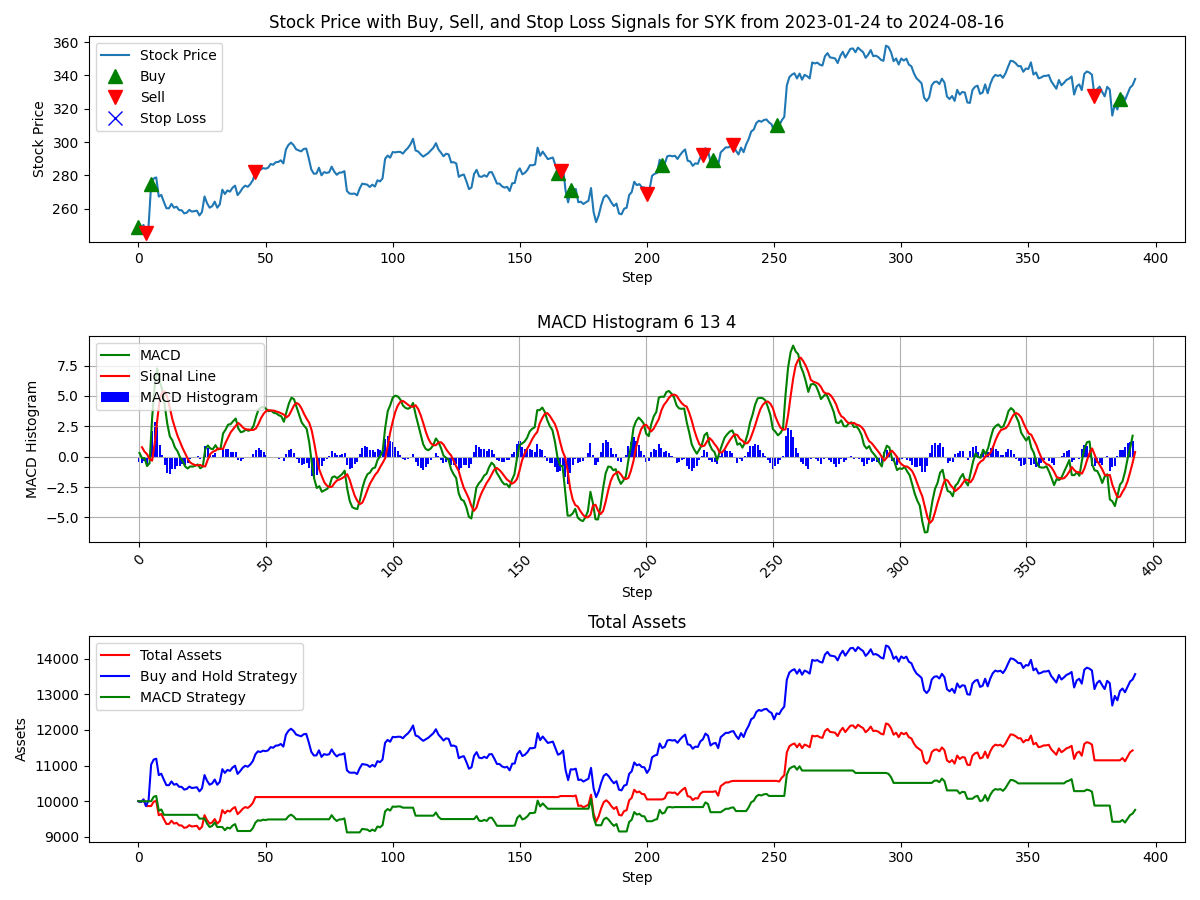 Stock Price with Buy, Sell, and Stop Loss Signals for SYK from 2023-01-24 to 2024-08-16
360
340
320
300
280
260
Stock Price
Stock Price
Buy
Sell
Stop Loss
0
50
100
150
200
250
300
350
400
Step
MACD Histogram 6 13 4
7.5
5.0
2.5
0.0
−2.5
−5.0
MACD Histogram
MACD
Signal Line
MACD Histogram
0
50
100
150
200
250
300
350
400
Step
Total Assets
14000
13000
12000
11000
10000
9000
Assets
Total Assets
Buy and Hold Strategy
MACD Strategy
0
50
100
150
200
250
300
350
400
Step